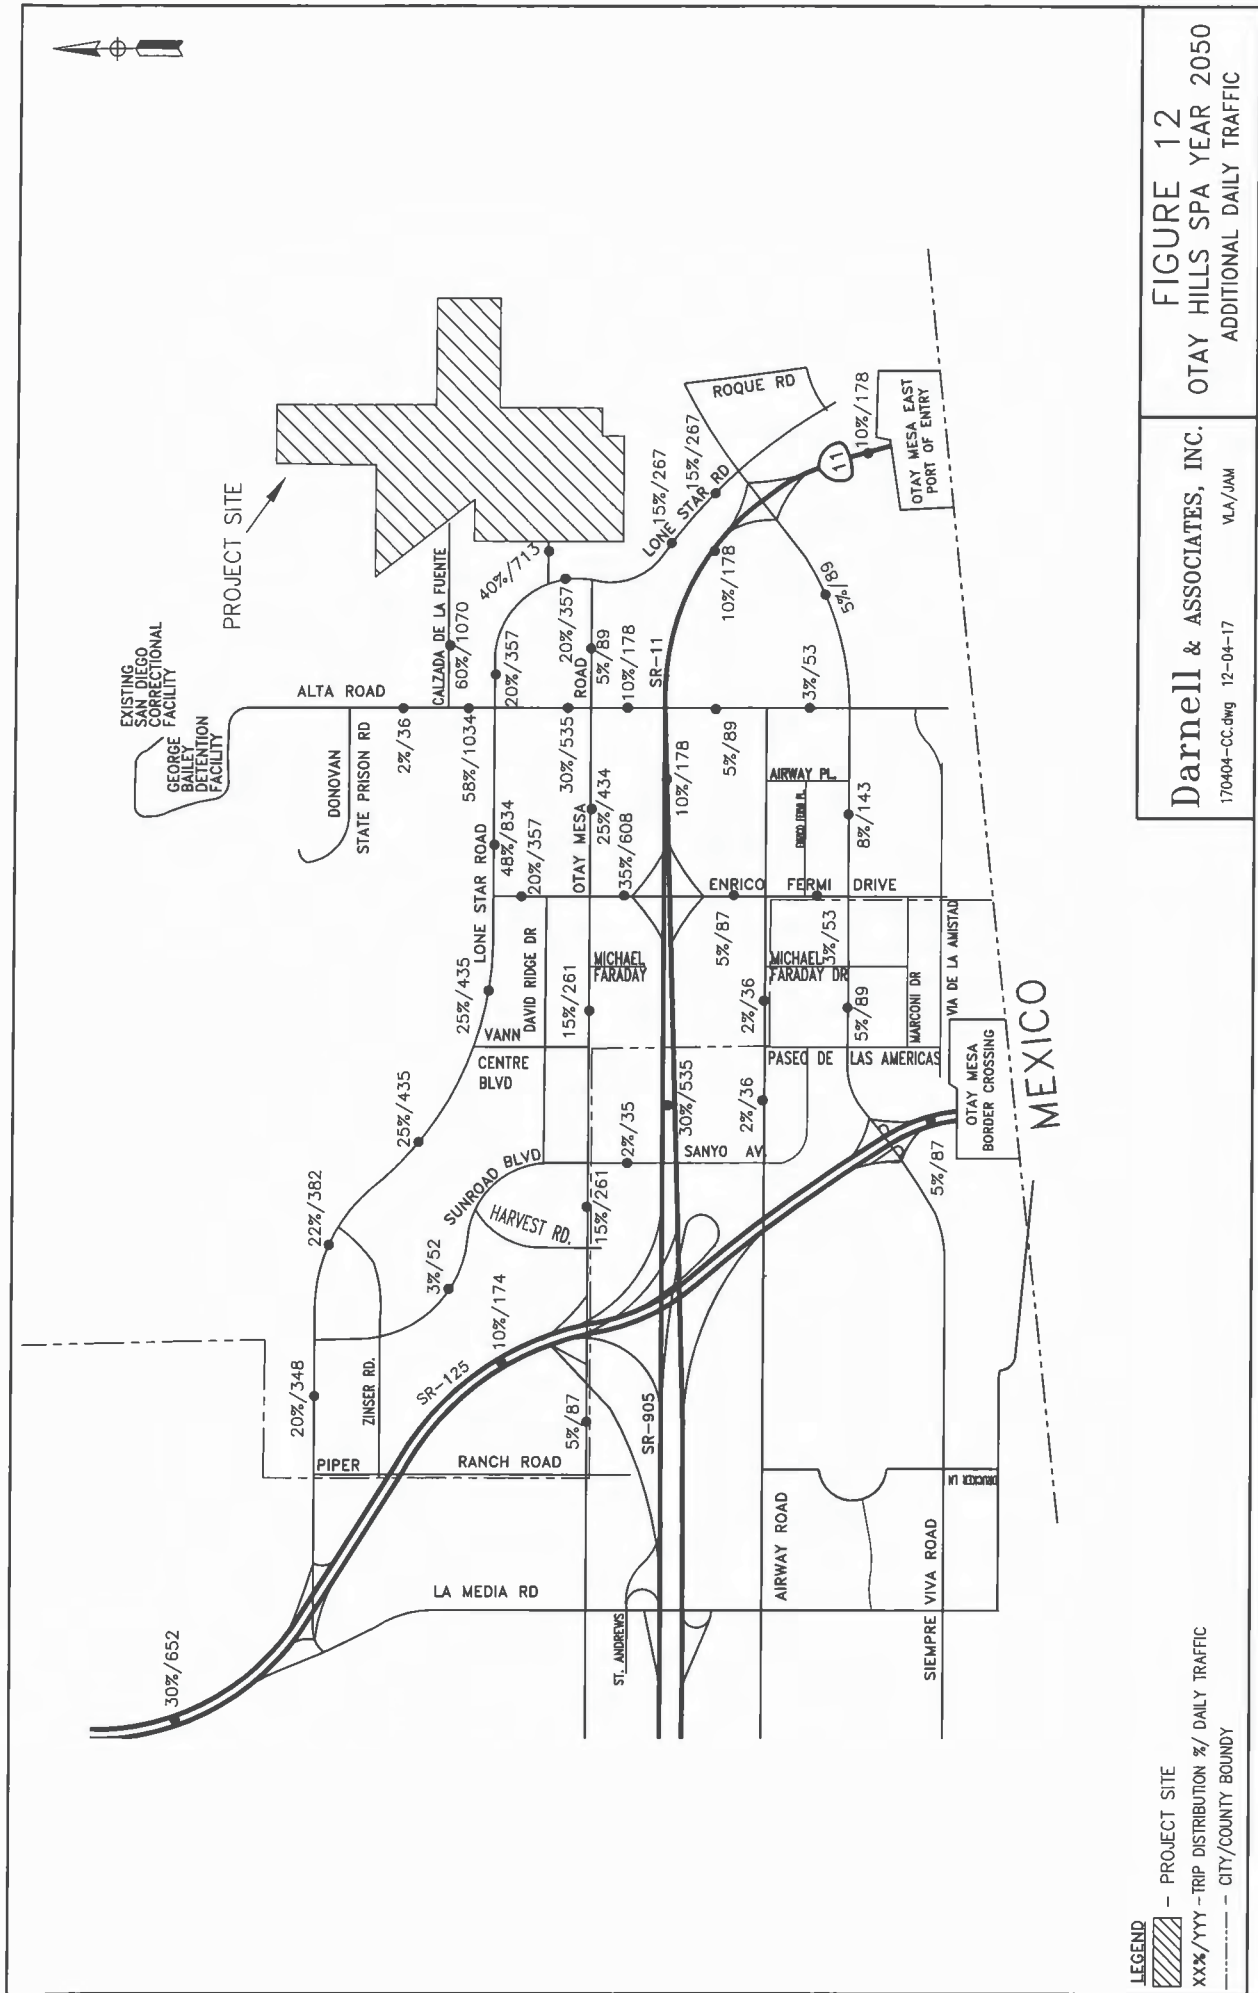 EXISTING
SAN DIEGO
CORRECTIONAL
FACILITY
GEORGE
BAILEY
DETENTION
FACILITY
PROJECT SITE
ALTA ROAD
DONOVAN
STATE PRISON RD
2%/36
CALZADA DE LA FUENTE
60%/1070
58%/1034
40%/713
20%/357
20%/357
LONE STAR ROAD
48%/834
20%/357
30%/535
OTAY MESA
ROAD
5%/89
25%/434
10%/178
35%/608
LONE STAR RD
15%/267
15%/267
ROQUE RD
SR-11
10%/178
10%/178
11
10%/178
OTAY MESA EAST
PORT OF ENTRY
5%/89
5%/89
3%/53
AIRWAY PL.
ENRICO FERMI PL.
8%/143
ENRICO FERMI DRIVE
5%/87
3%/53
25%/435
25%/435
VANN
CENTRE
BLVD
DAVID RIDGE DR
15%/261
MICHAEL
FARADAY
2%/36
MICHAEL
FARADAY DR
5%/89
MARCONI DR
VIA DE LA AMISTAD
PASEO DE LAS AMERICAS
2%/36
30%/535
2%/35
SANYO AV.
OTAY MESA
BORDER CROSSING
MEXICO
5%/87
22%/382
3%/52
SUNROAD BLVD
HARVEST RD.
15%/261
20%/348
ZINSER RD.
SR-125
10%/174
5%/87
SR-905
PIPER RANCH ROAD
LA MEDIA RD
ST. ANDREWS
AIRWAY ROAD
SIEMPRE VIVA ROAD
DRUCKER LN
30%/652
LEGEND
- PROJECT SITE
XX%/YYY - TRIP DISTRIBUTION %/ DAILY TRAFFIC
- CITY/COUNTY BOUNDY
Darnell & ASSOCIATES, INC.
170404-CC.dwg 12-04-17 VLA/JAM
FIGURE 12
OTAY HILLS SPA YEAR 2050
ADDITIONAL DAILY TRAFFIC